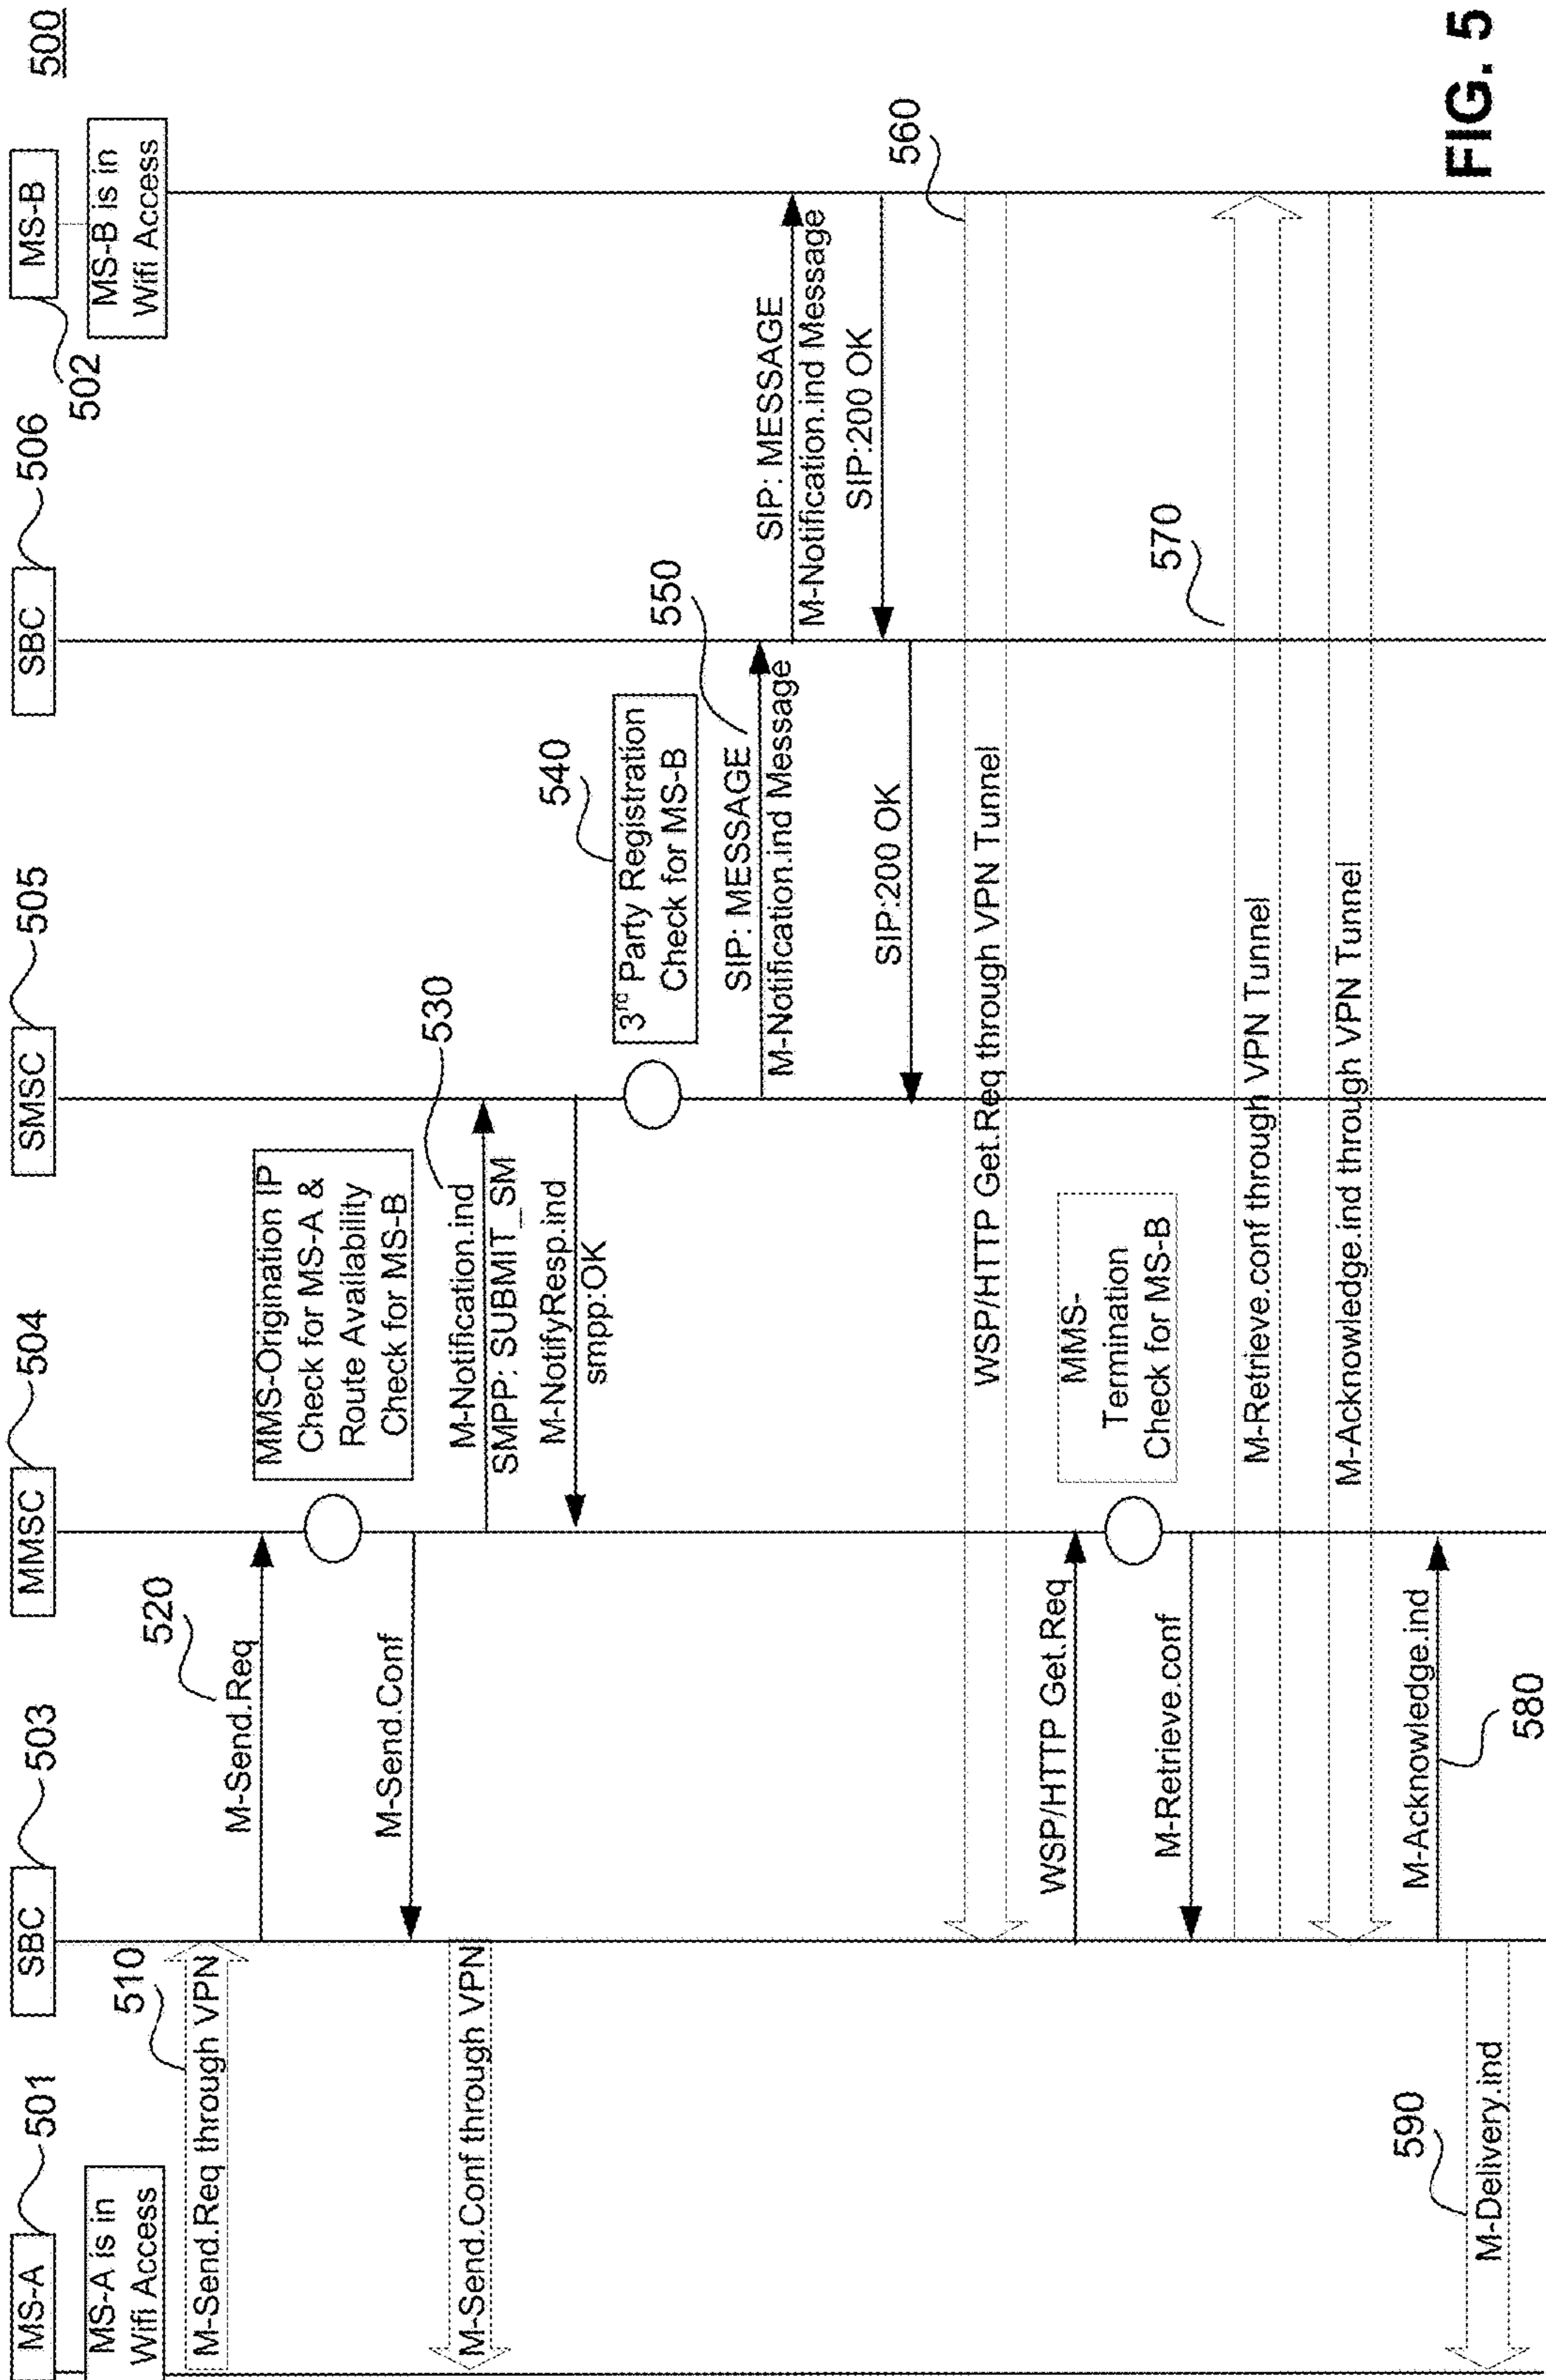 500
MS-A
501
SBC
503
MMSC
504
SMSC
505
SBC
506
MS-B
502
MS-A is in
Wifi Access
MS-B is in
Wifi Access
510
M-Send.Req through VPN
520
M-Send.Req
MMS-Origination IP
Check for MS-A &
Route Availability
Check for MS-B
M-Send.Conf
M-Send.Conf through VPN
530
M-Notification.ind
SMPP: SUBMIT_SM
M-NotifyResp.ind
smpp:OK
540
3rd Party Registration
Check for MS-B
550
SIP: MESSAGE
M-Notification.ind Message
SIP: MESSAGE
M-Notification.ind Message
SIP:200 OK
SIP:200 OK
560
WSP/HTTP Get.Req through VPN Tunnel
WSP/HTTP Get.Req
MMS-
Termination
Check for MS-B
M-Retrieve.conf
570
M-Retrieve.conf through VPN Tunnel
M-Acknowledge.ind through VPN Tunnel
M-Acknowledge.ind
580
590
M-Delivery.ind
FIG. 5